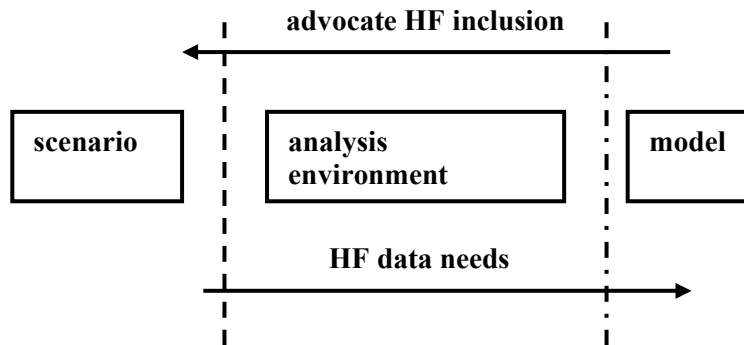 advocate HF inclusion
scenario
analysis
environment
model
HF data needs